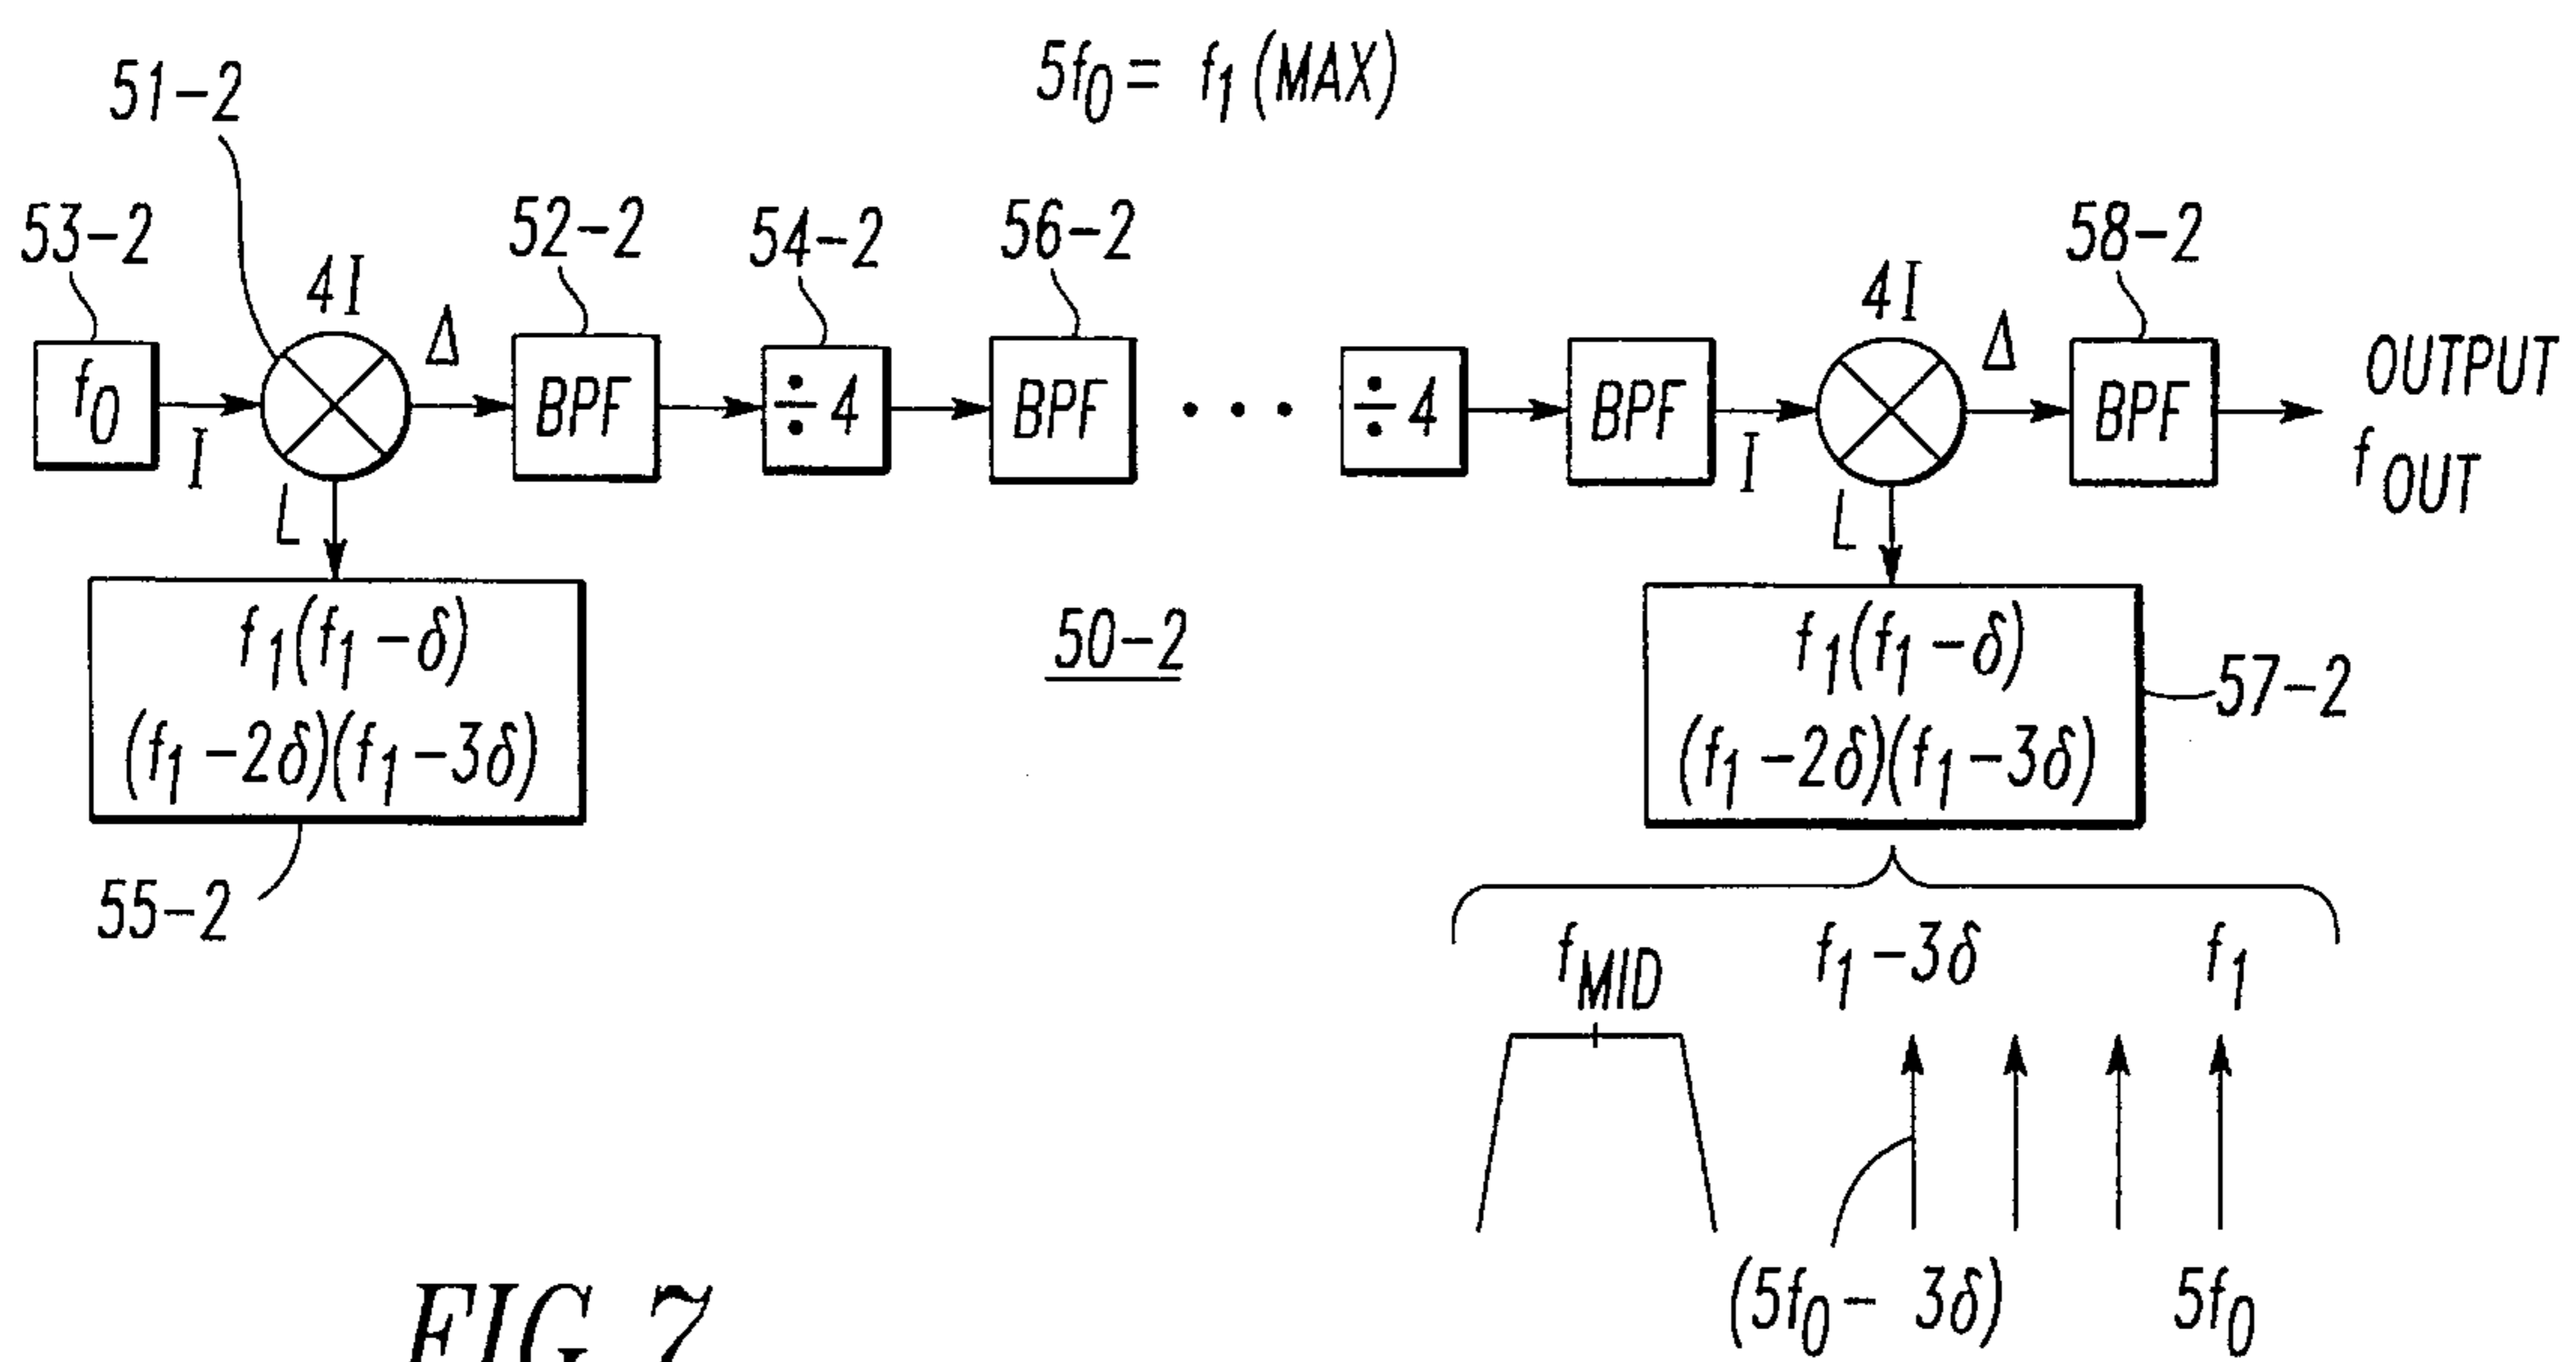 5f0 = f1 (MAX)
51-2
53-2
4I
Δ
52-2
54-2
56-2
4I
Δ
58-2
f0
I
BPF
÷4
BPF
• • •
÷4
BPF
I
BPF
OUTPUT
fOUT
L
L
f1(f1-δ)
(f1-2δ)(f1-3δ)
55-2
50-2
f1(f1-δ)
(f1-2δ)(f1-3δ)
57-2
fMID
f1-3δ
f1
(5f0- 3δ)
5f0
FIG. 7